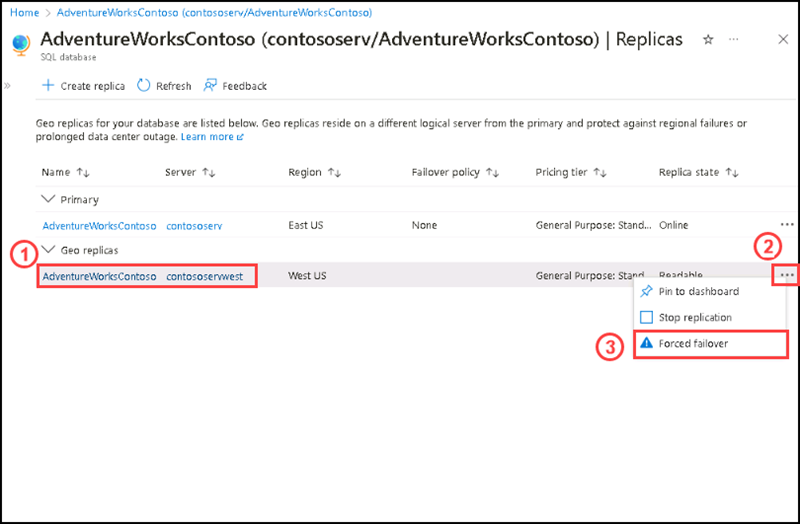 Home > AdventureWorksContoso (contososerv/AdventureWorksContoso)
AdventureWorksContoso (contososerv/AdventureWorksContoso) | Replicas
SQL database
Create replica Refresh Feedback
Geo replicas for your database are listed below. Geo replicas reside on a different logical server from the primary and protect against regional failures or
prolonged data center outage. Learn more
Name Server Region Failover policy Pricing tier Replica state
Primary
AdventureWorksContoso contososerv East US None General Purpose: Stand... Online
1 Geo replicas 2
AdventureWorksContoso contososervwest West US General Purpose: Stand... Readable
Pin to dashboard
Stop replication
3 Forced failover